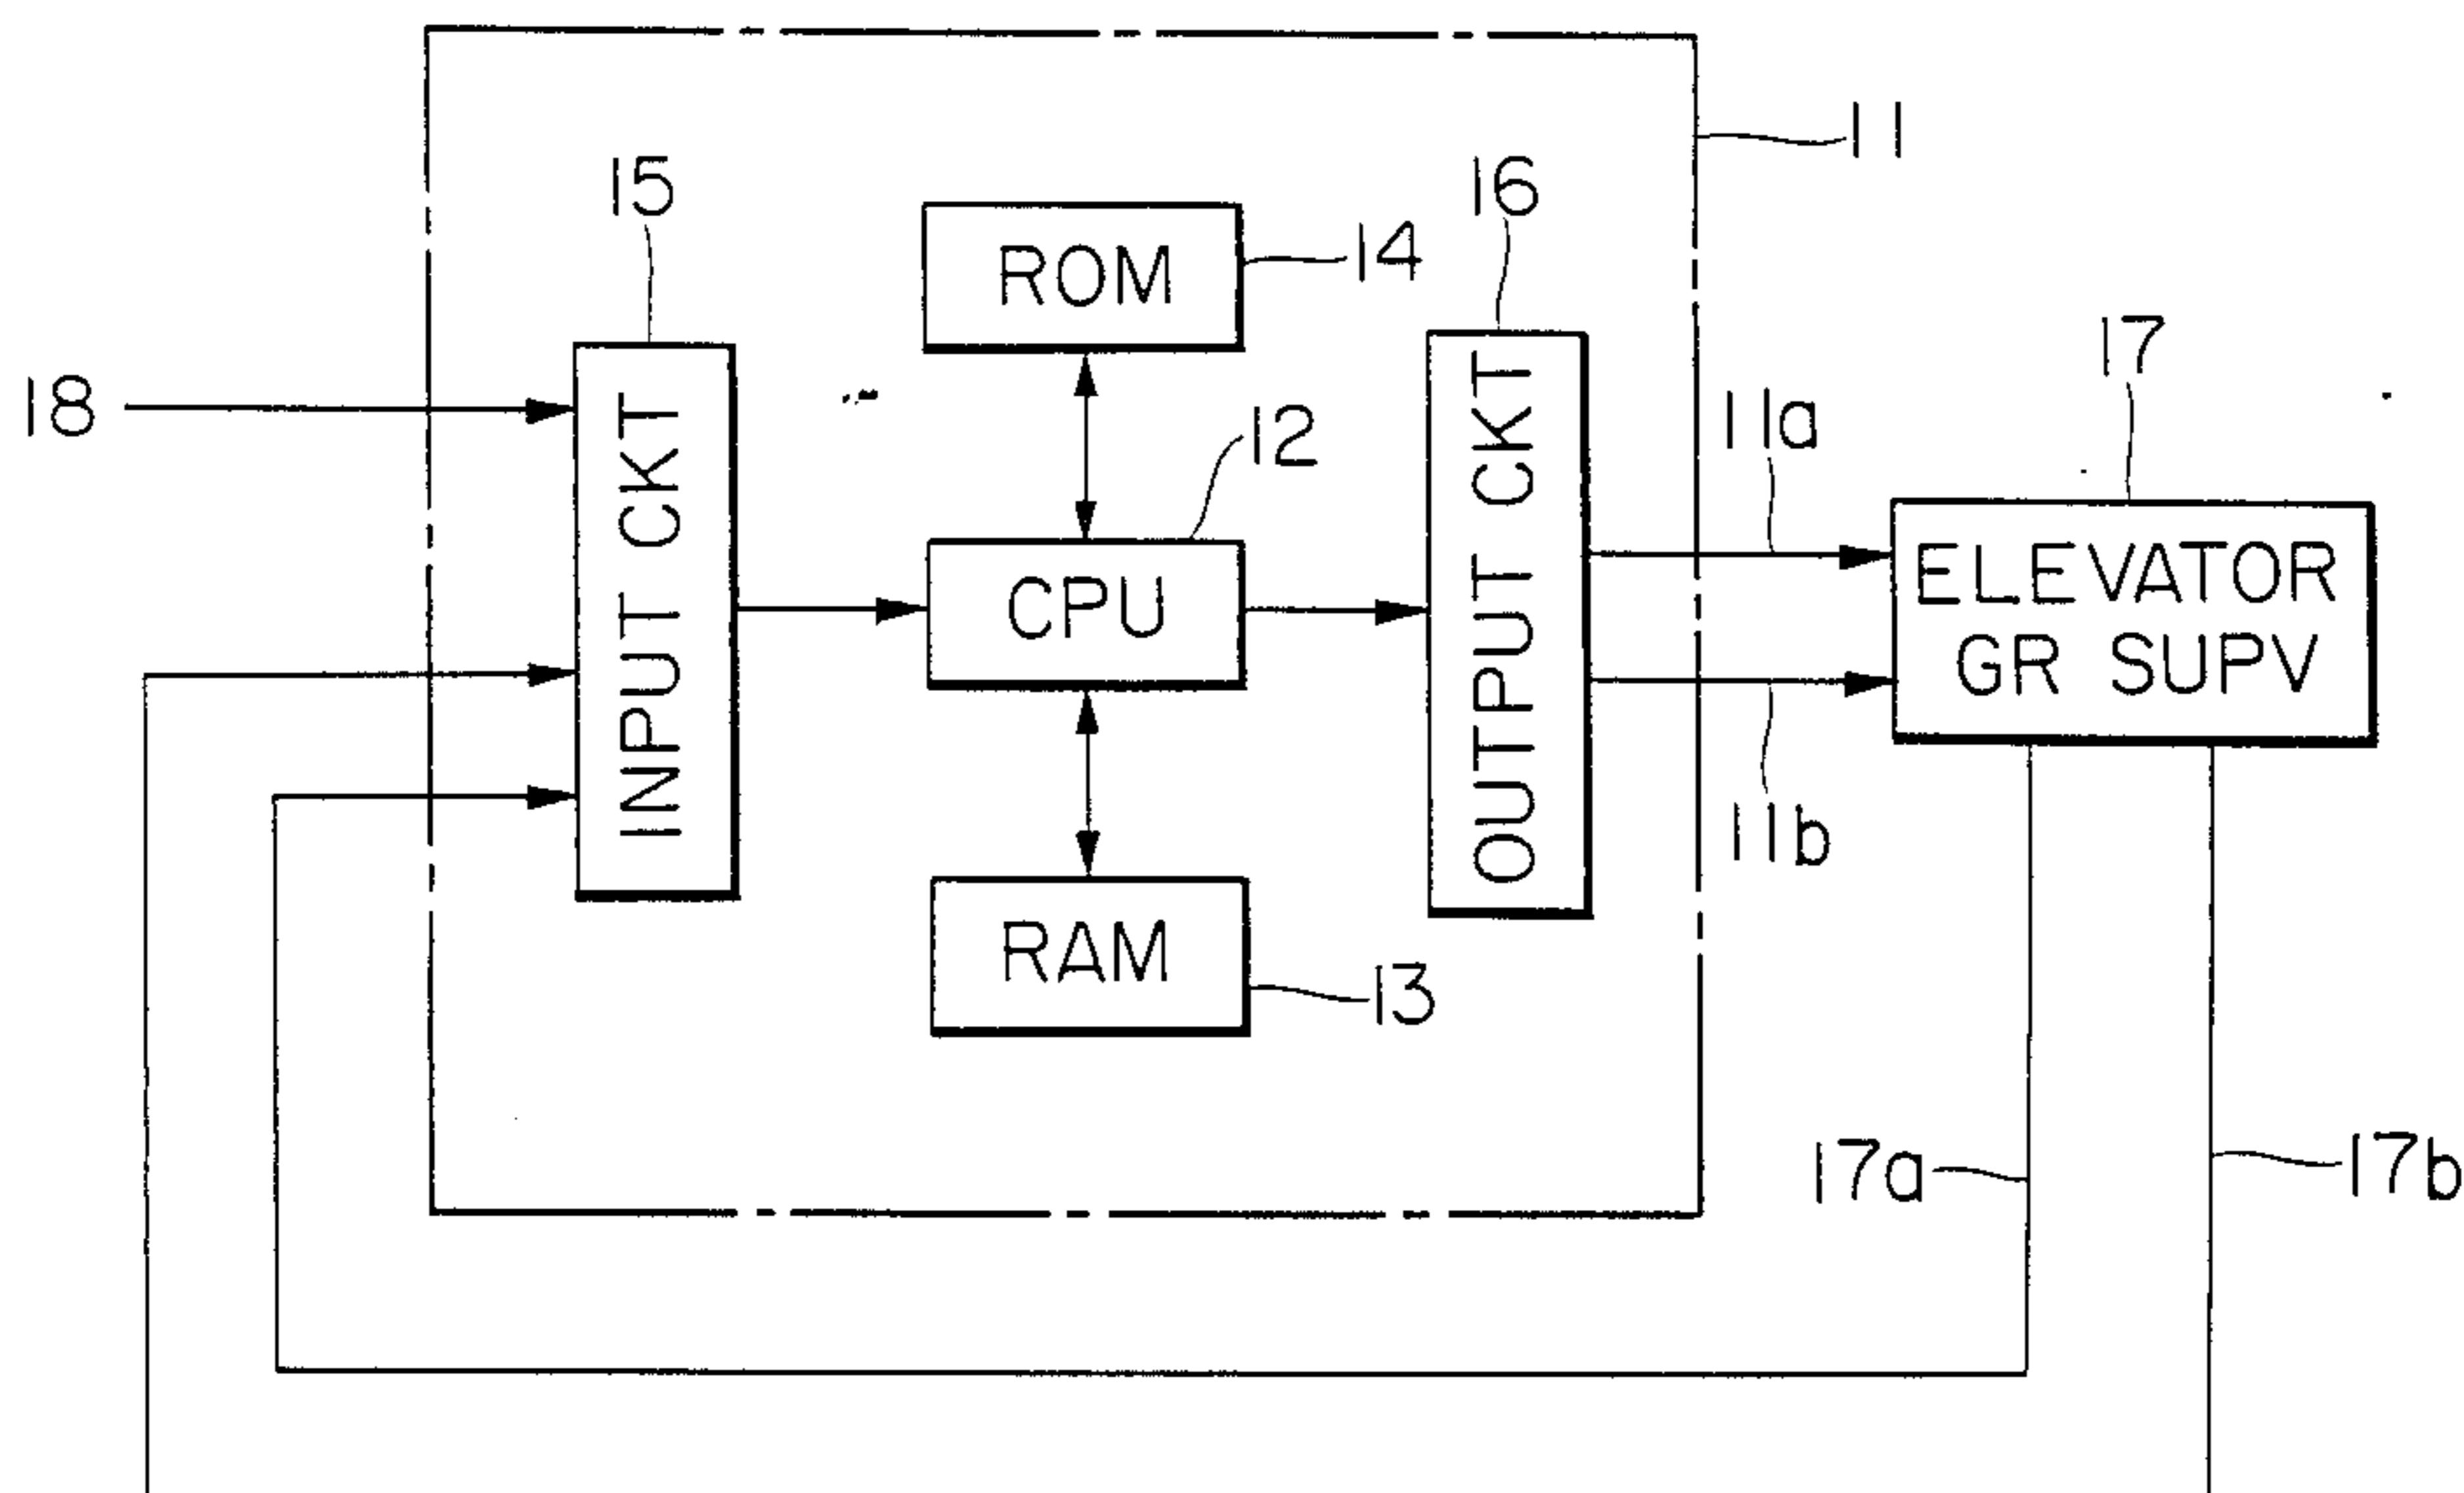 11
15
16
ROM
14
17
18
11a
12
INPUT CKT
OUTPUT CKT
CPU
ELEVATOR
GR SUPV
11b
RAM
13
17a
17b